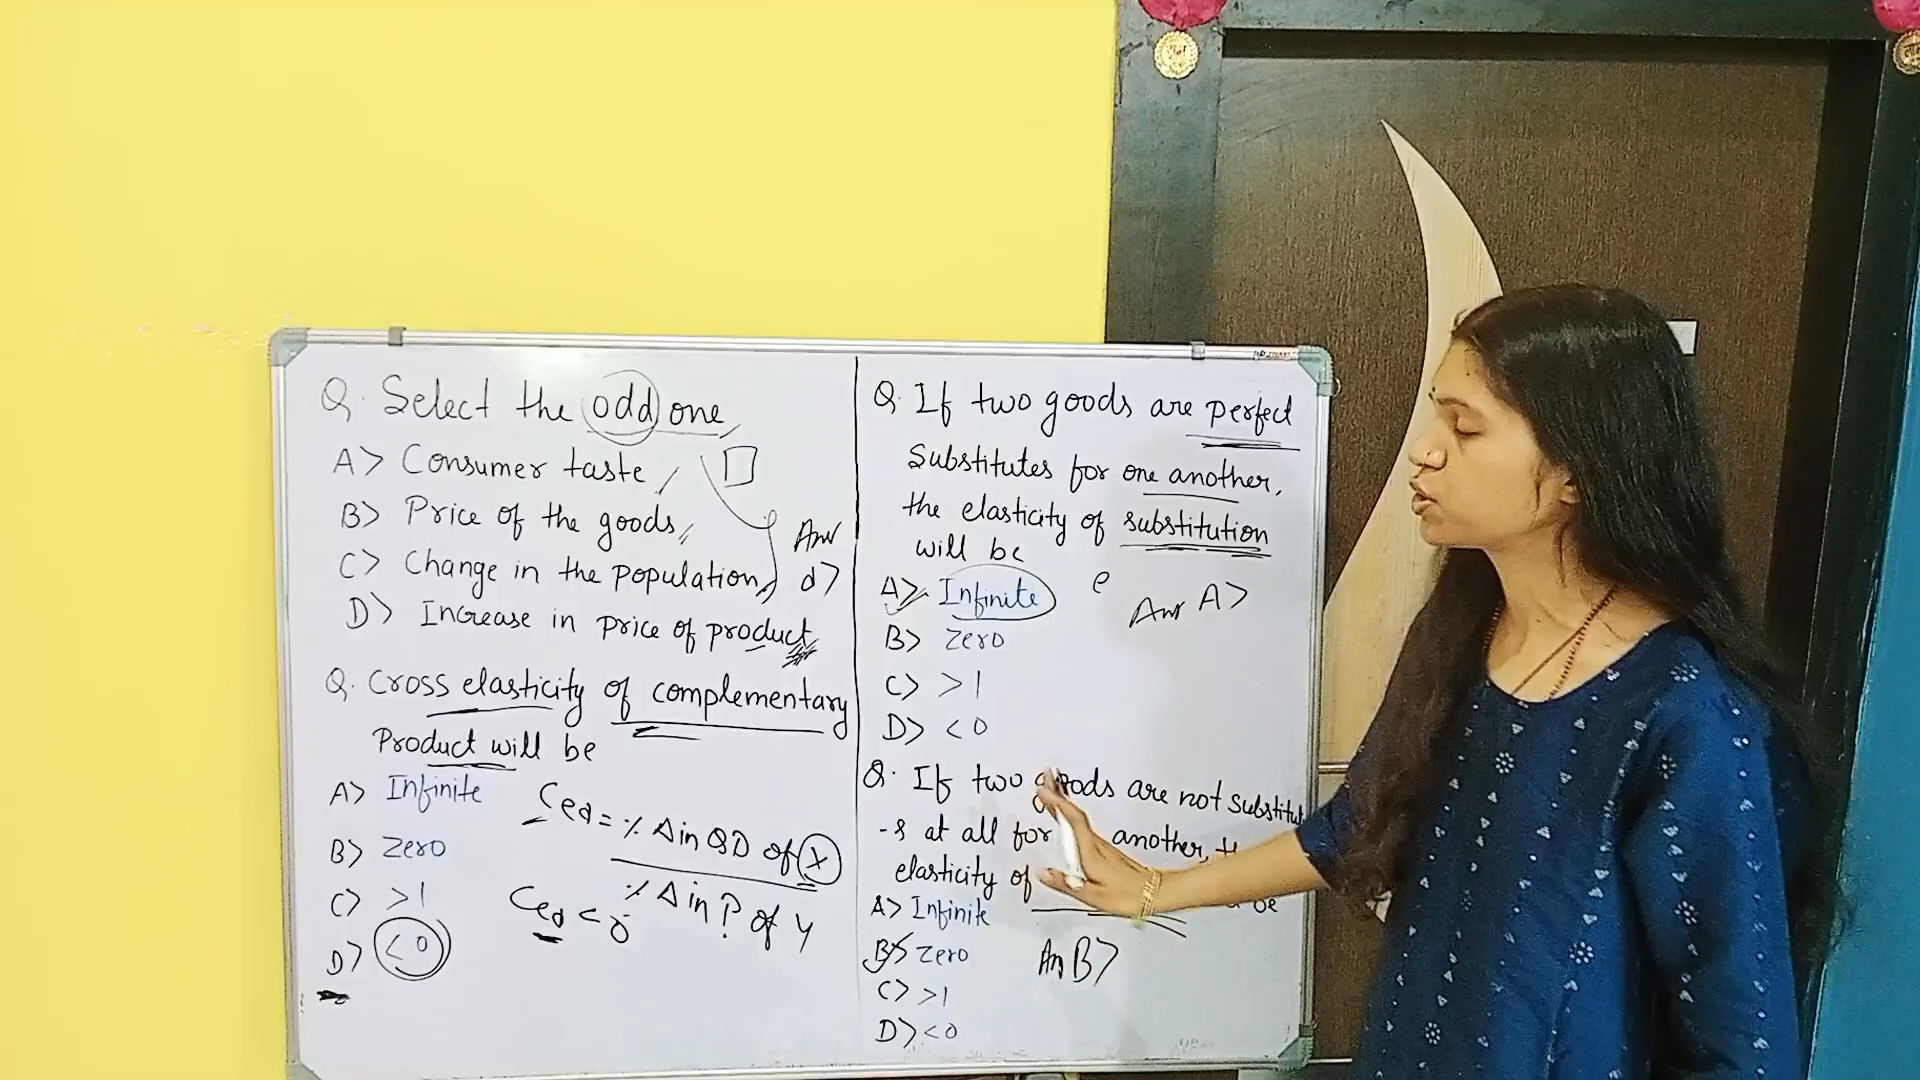 Q. Select the odd one
A> Consumer taste
B> Price of the goods
C> Change in the population
D> Increase in price of product
Ans
d>
Q. Cross elasticity of complementary
Product will be
A> Infinite
B> Zero
C> >1
D> <0
Ced = % Δ in QD of X
% Δ in P of Y
Ced < 0
Q. If two goods are perfect
Substitutes for one another,
the elasticity of substitution
will be
A> Infinite
B> Zero
C> >1
D> <0
e
Ans A>
Q. If two goods are not Substitut
-s at all for another,
elasticity of be
A> Infinite
B> Zero
C> >1
D> <0
Ans B>